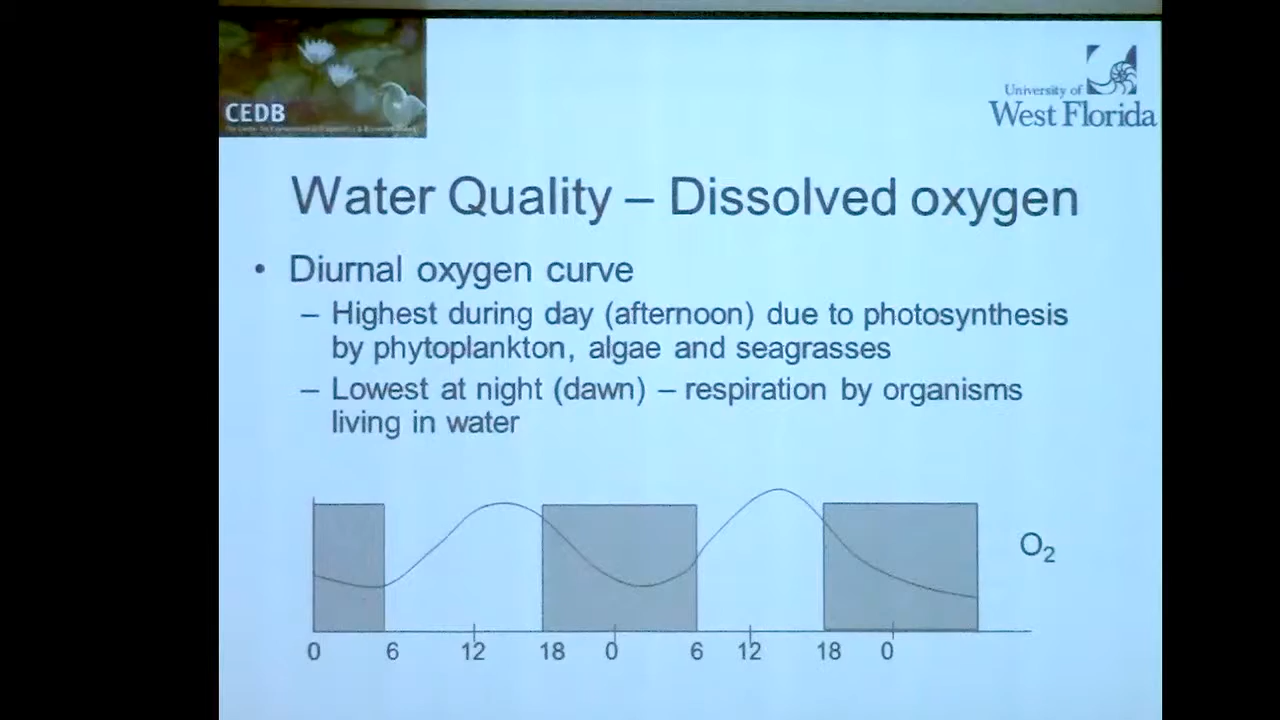 CEDB
University of
West Florida
Water Quality – Dissolved oxygen
• Diurnal oxygen curve
– Highest during day (afternoon) due to photosynthesis
by phytoplankton, algae and seagrasses
– Lowest at night (dawn) – respiration by organisms
living in water
O₂
0 6 12 18 0 6 12 18 0